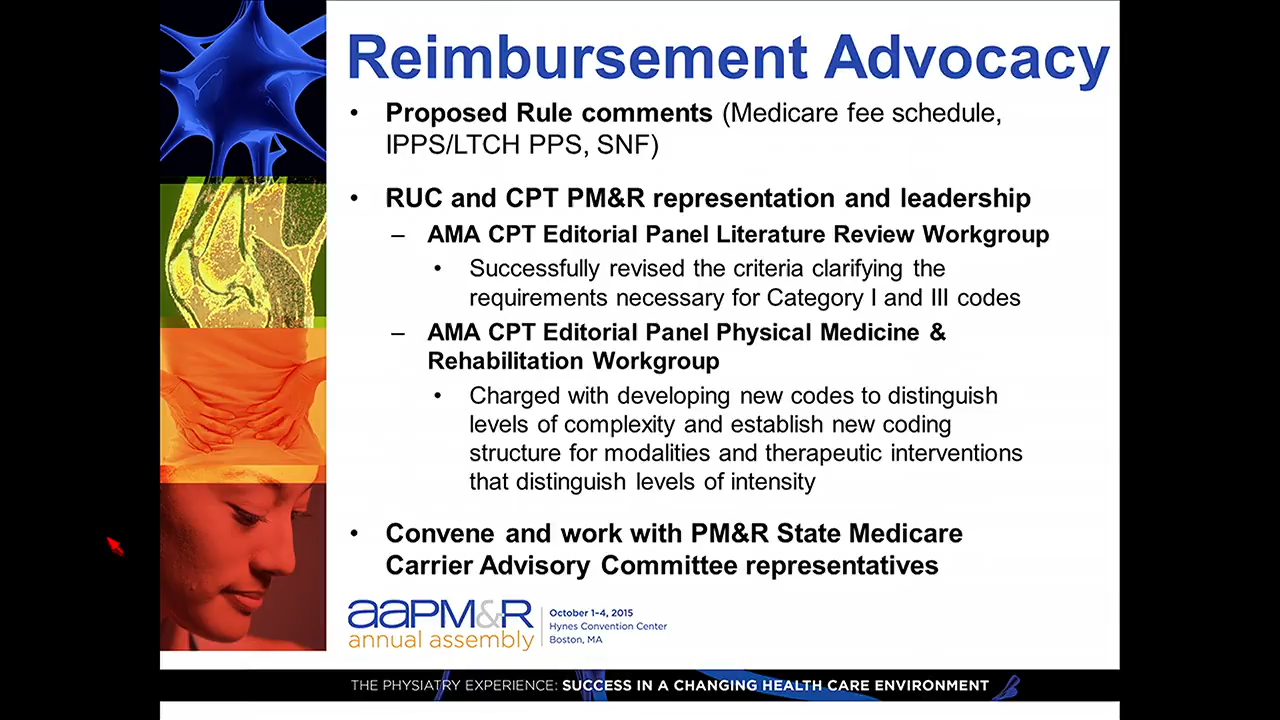 Reimbursement Advocacy
• Proposed Rule comments (Medicare fee schedule,
IPPS/LTCH PPS, SNF)
• RUC and CPT PM&R representation and leadership
– AMA CPT Editorial Panel Literature Review Workgroup
• Successfully revised the criteria clarifying the
requirements necessary for Category I and III codes
– AMA CPT Editorial Panel Physical Medicine &
Rehabilitation Workgroup
• Charged with developing new codes to distinguish
levels of complexity and establish new coding
structure for modalities and therapeutic interventions
that distinguish levels of intensity
• Convene and work with PM&R State Medicare
Carrier Advisory Committee representatives
aaPM&R
annual assembly
October 1-4, 2015
Hynes Convention Center
Boston, MA
THE PHYSIATRY EXPERIENCE: SUCCESS IN A CHANGING HEALTH CARE ENVIRONMENT